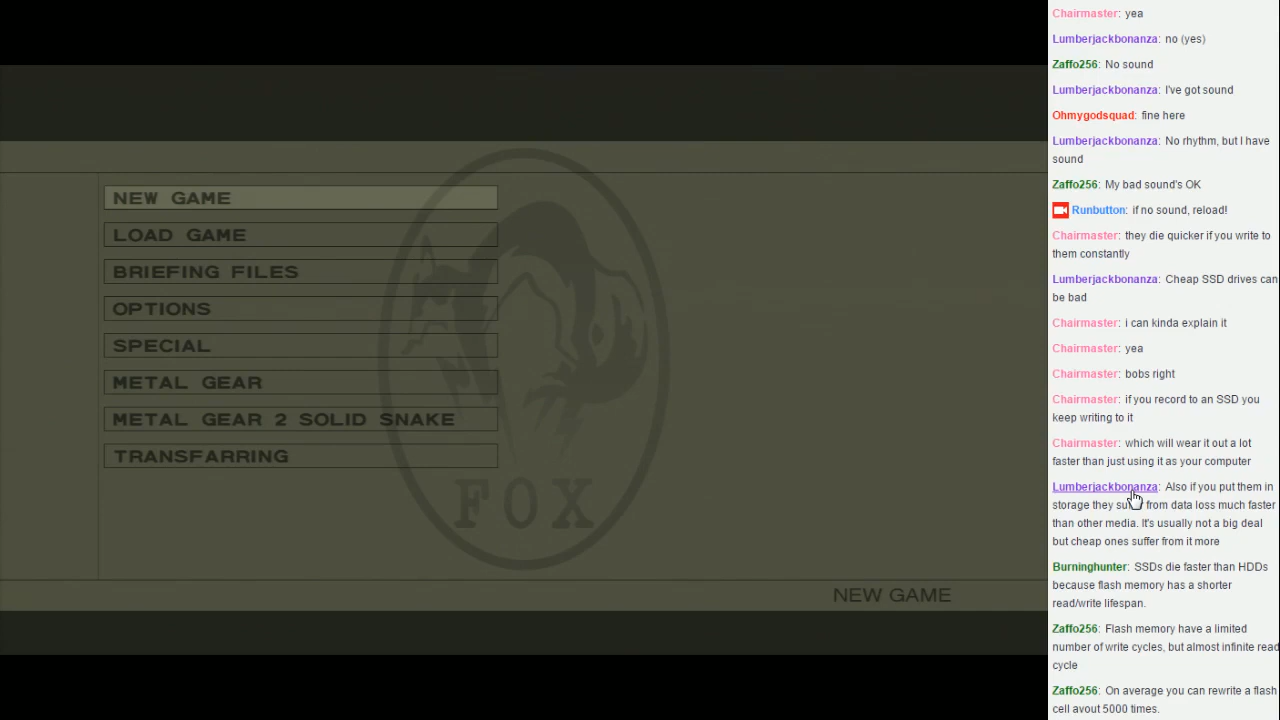 NEW GAME
LOAD GAME
BRIEFING FILES
OPTIONS
SPECIAL
METAL GEAR
METAL GEAR 2 SOLID SNAKE
TRANSFARRING
FOX
NEW GAME
Chairmaster: yea
Lumberjackbonanza: no (yes)
Zaffo256: No sound
Lumberjackbonanza: I've got sound
Ohmygodsquad: fine here
Lumberjackbonanza: No rhythm, but I have
sound
Zaffo256: My bad sound's OK
Runbutton: if no sound, reload!
Chairmaster: they die quicker if you write to
them constantly
Lumberjackbonanza: Cheap SSD drives can
be bad
Chairmaster: i can kinda explain it
Chairmaster: yea
Chairmaster: bobs right
Chairmaster: if you record to an SSD you
keep writing to it
Chairmaster: which will wear it out a lot
faster than just using it as your computer
Lumberjackbonanza: Also if you put them in
storage they from data loss much faster
than other media. It's usually not a big deal
but cheap ones suffer from it more
Burninghunter: SSDs die faster than HDDs
because flash memory has a shorter
read/write lifespan.
Zaffo256: Flash memory have a limited
number of write cycles, but almost infinite read
cycle
Zaffo256: On average you can rewrite a flash
cell avout 5000 times.